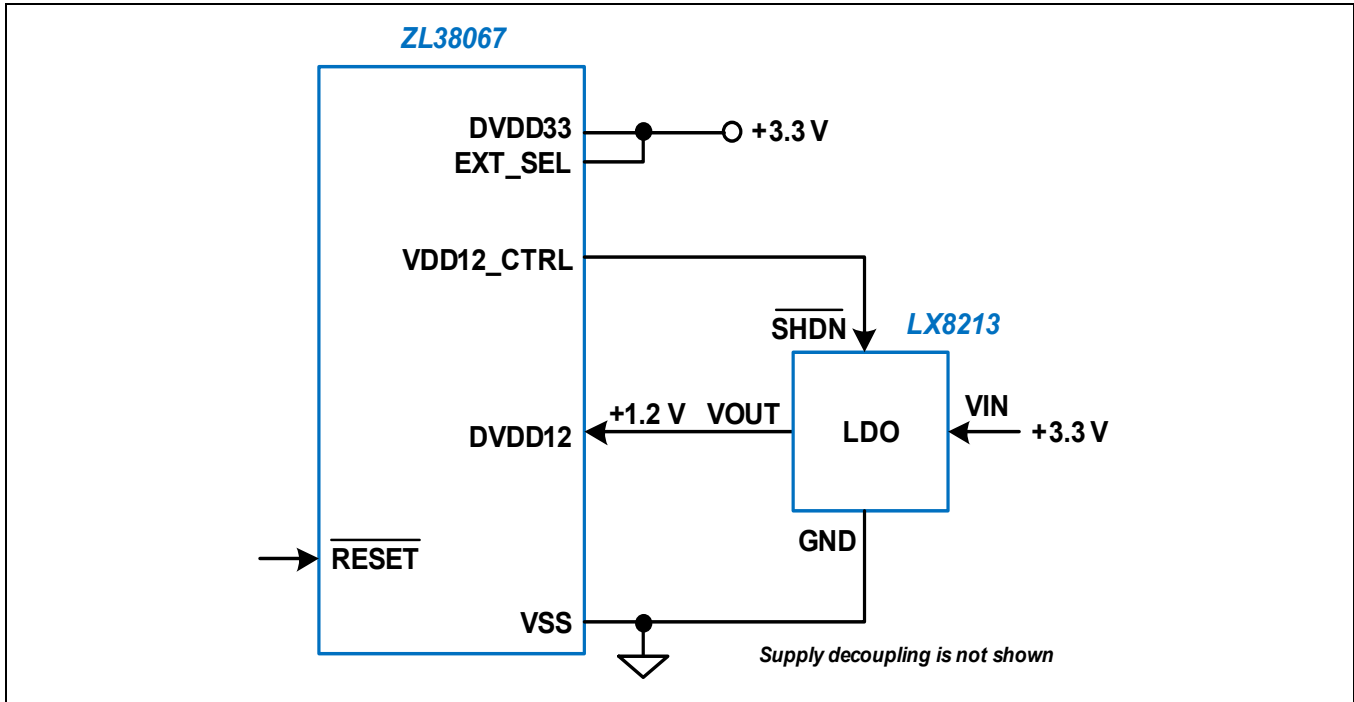 ZL38067
DVDD33
EXT_SEL
+3.3 V
VDD12_CTRL
SHDN
LX8213
+1.2 V VOUT
DVDD12
LDO
VIN
+3.3 V
GND
RESET
VSS
Supply decoupling is not shown